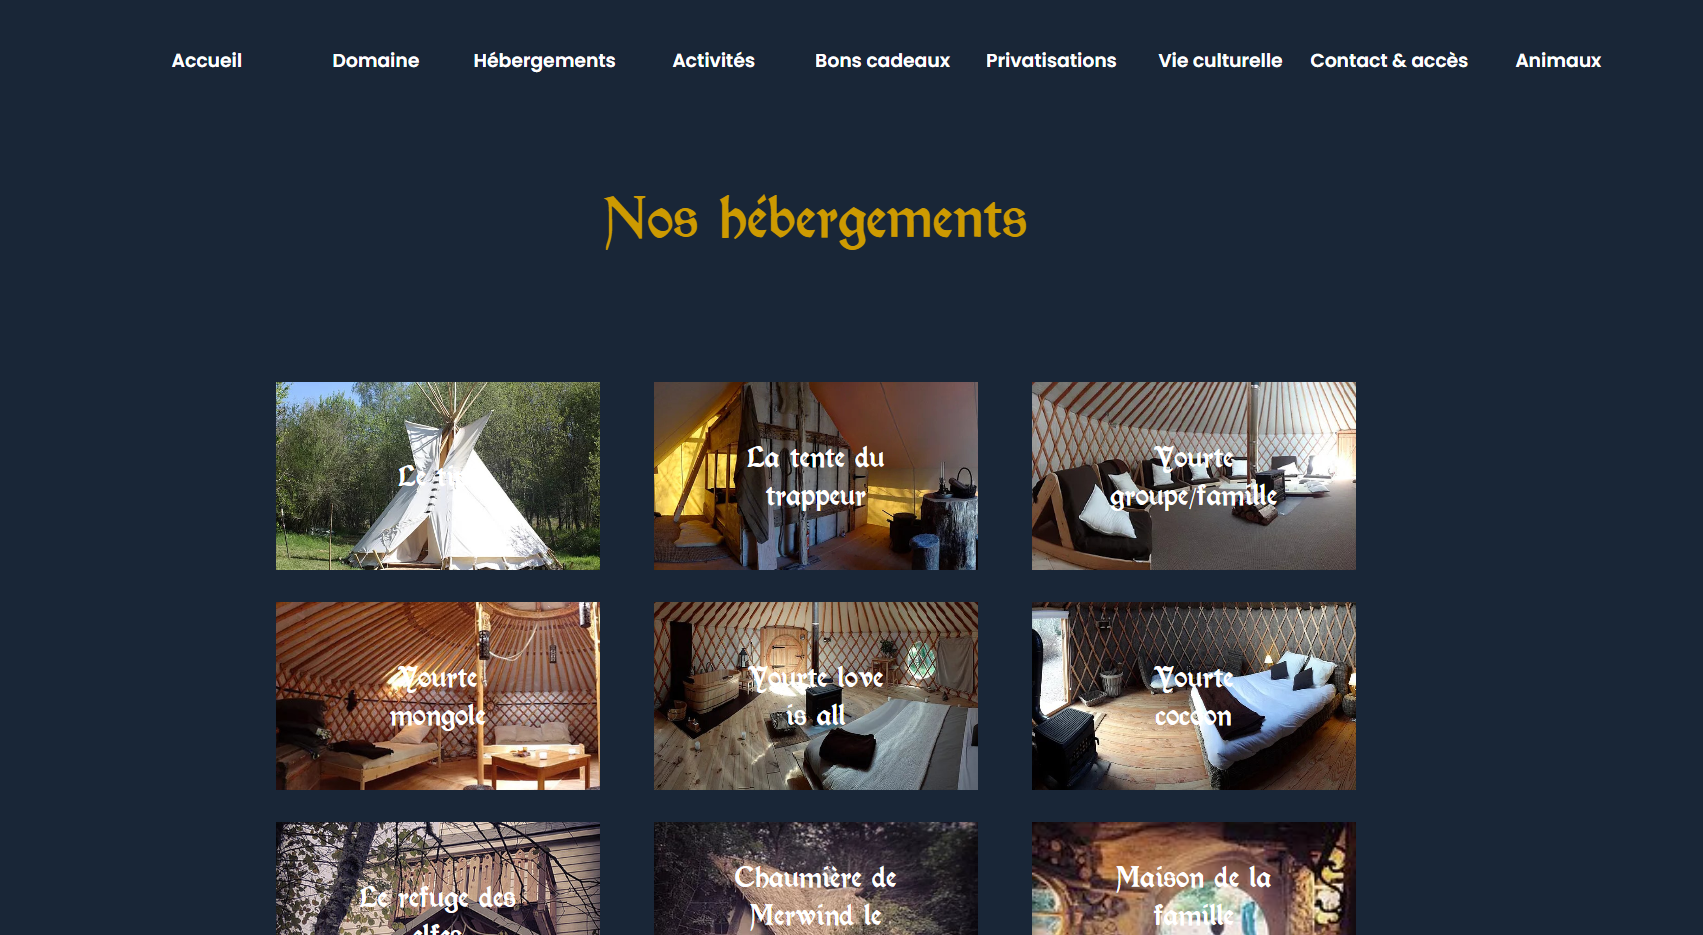 Accueil Domaine Hébergements Activités Bons cadeaux Privatisations Vie culturelle Contact & accès Animaux
Nos hébergements
Le
La tente du
trappeur
Yourte
groupe/famille
Yourte
mongole
Yourte love
is all
Yourte
cocoon
Le refuge des
elfes
Chaumière de
Merwind le
Maison de la
famille